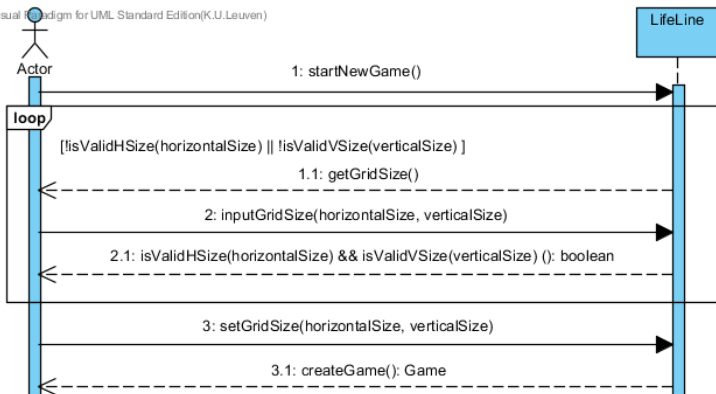 sual Paradigm for UML Standard Edition(K.U.Leuven)
LifeLine
Actor
1: startNewGame()
loop
[!isValidHSize(horizontalSize) || !isValidVSize(verticalSize) ]
1.1: getGridSize()
2: inputGridSize(horizontalSize, verticalSize)
2.1: isValidHSize(horizontalSize) && isValidVSize(verticalSize) (): boolean
3: setGridSize(horizontalSize, verticalSize)
3.1: createGame(): Game